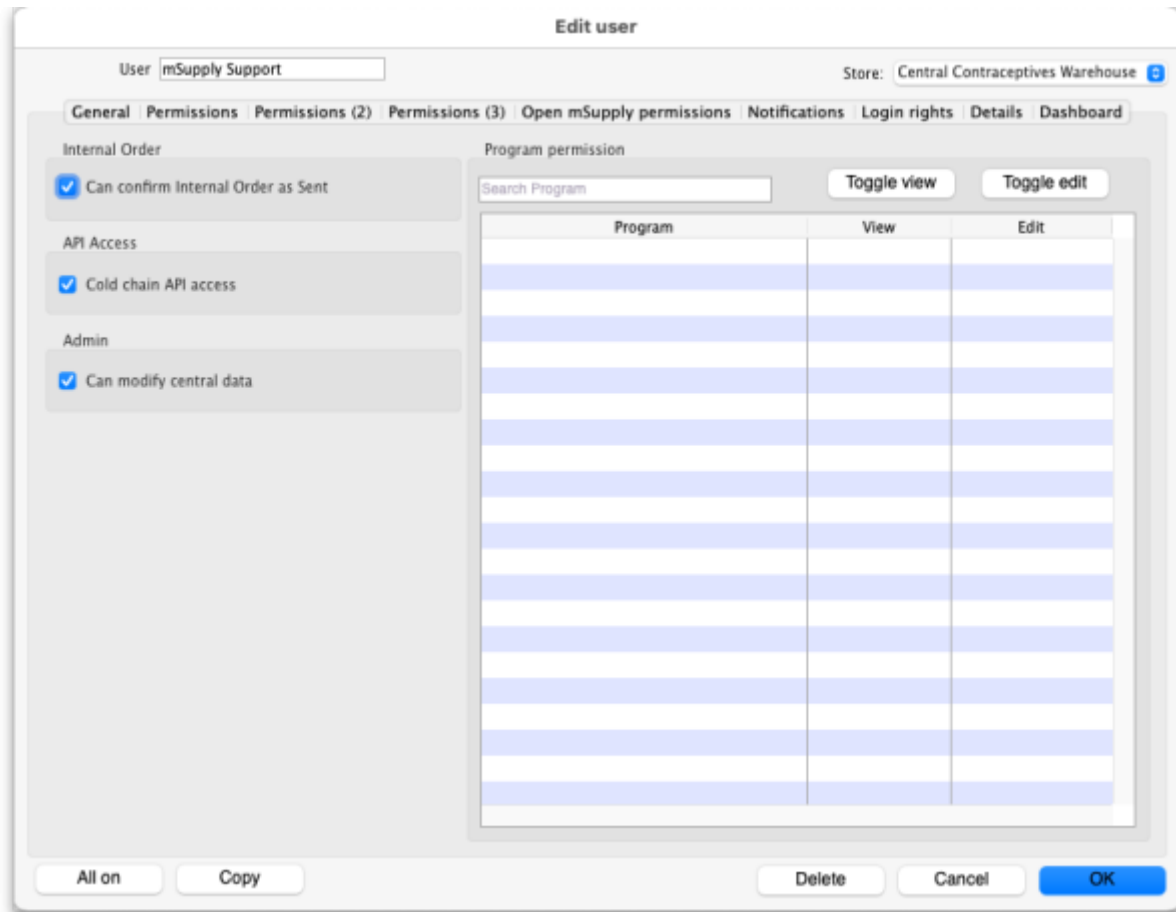 Edit user
User mSupply Support
Store: Central Contraceptives Warehouse
General Permissions Permissions (2) Permissions (3) Open mSupply permissions Notifications Login rights Details Dashboard
Internal Order
Can confirm Internal Order as Sent
API Access
Cold chain API access
Admin
Can modify central data
Program permission
Search Program Toggle view Toggle edit
Program View Edit
All on Copy Delete Cancel OK